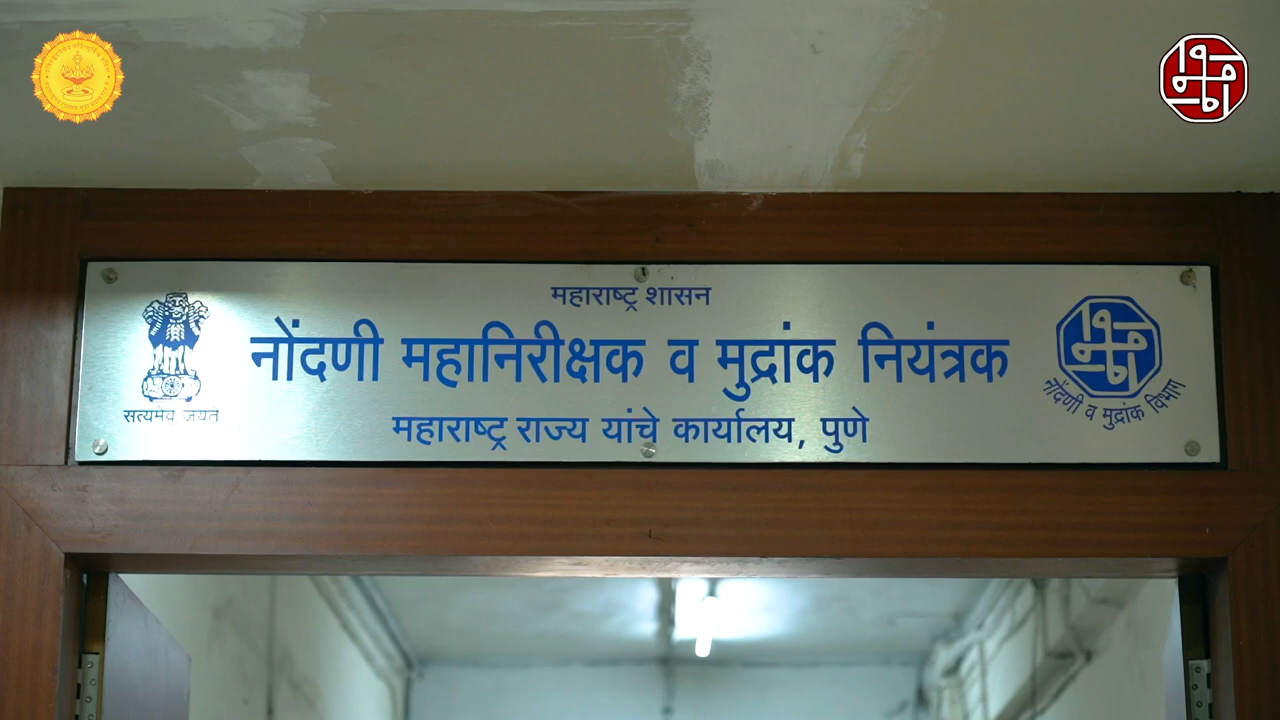 महाराष्ट्र शासन
नोंदणी महानिरीक्षक व मुद्रांक नियंत्रक
महाराष्ट्र राज्य यांचे कार्यालय, पुणे
सत्यमेव जयते
नोंदणी व मुद्रांक विभाग